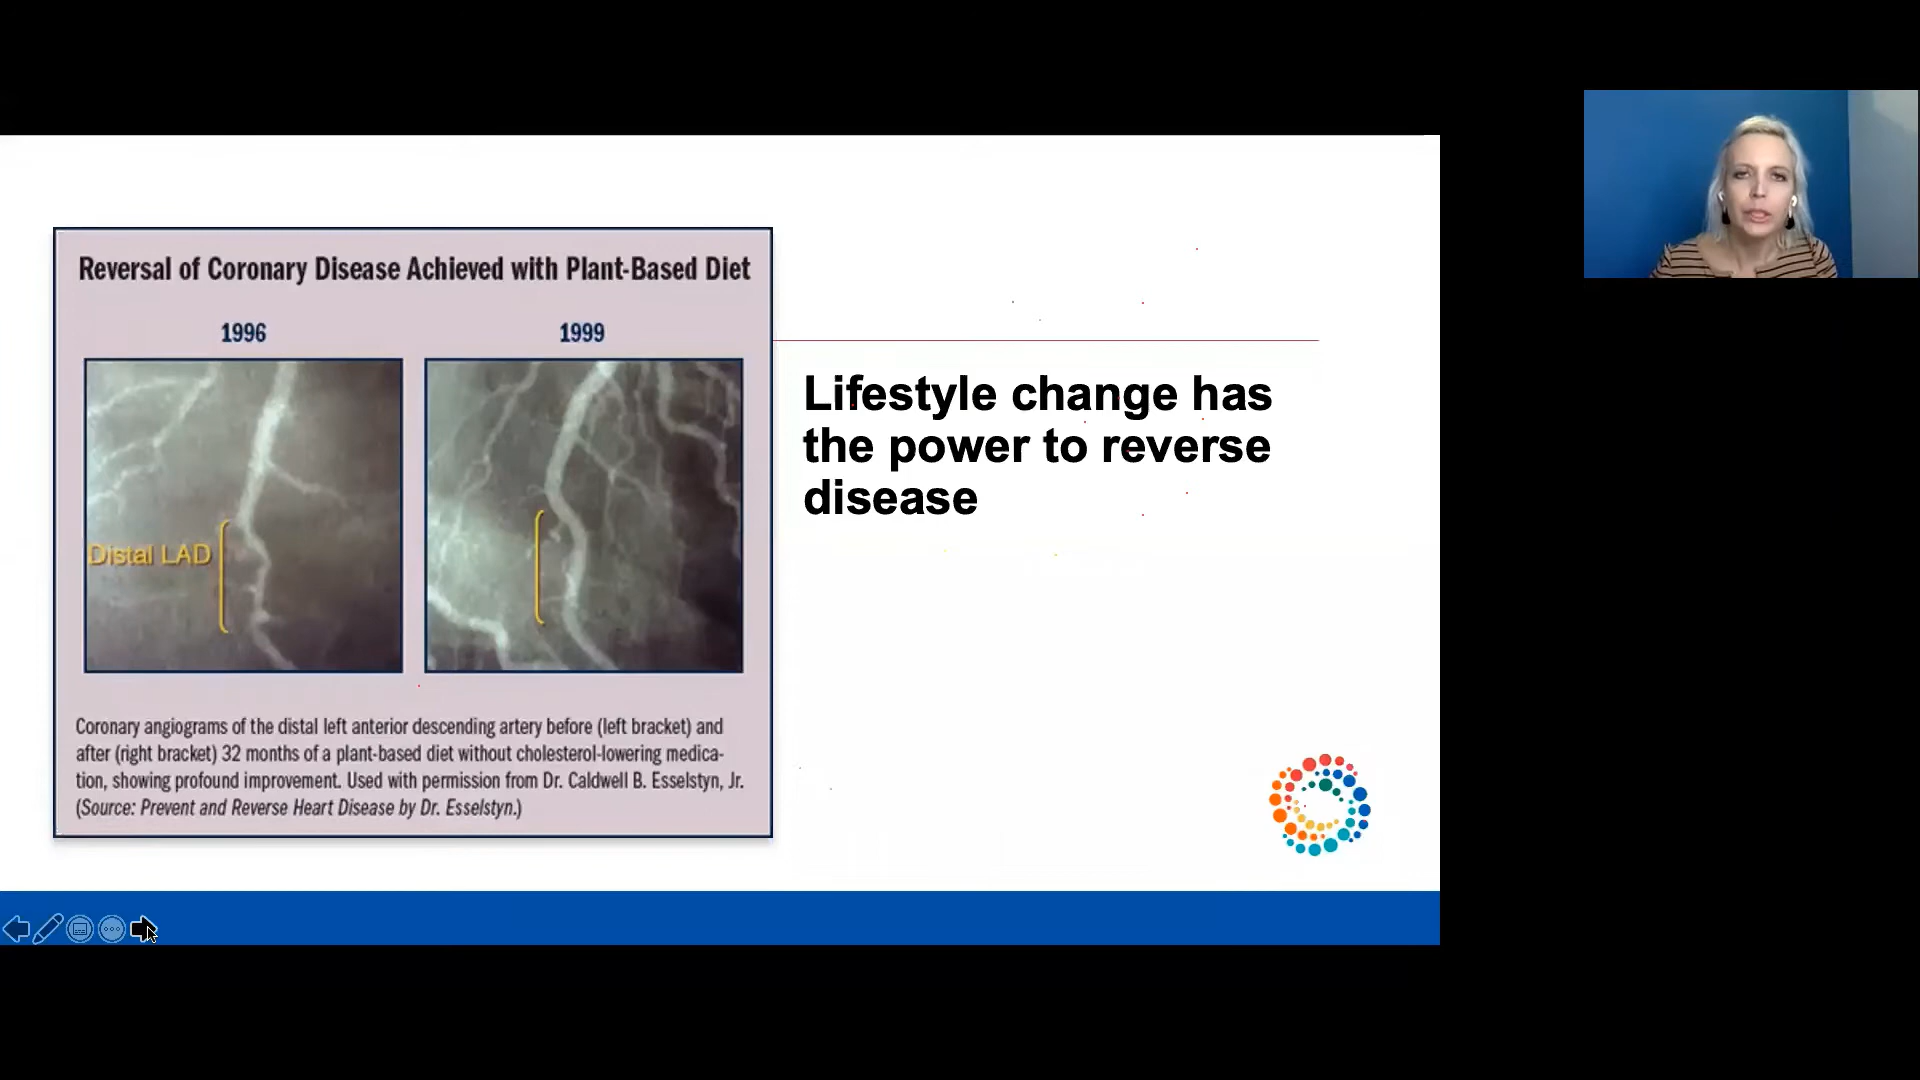 Reversal of Coronary Disease Achieved with Plant-Based Diet
1996
1999
Distal LAD
Coronary angiograms of the distal left anterior descending artery before (left bracket) and
after (right bracket) 32 months of a plant-based diet without cholesterol-lowering medica-
tion, showing profound improvement. Used with permission from Dr. Caldwell B. Esselstyn, Jr.
(Source: Prevent and Reverse Heart Disease by Dr. Esselstyn.)
Lifestyle change has
the power to reverse
disease